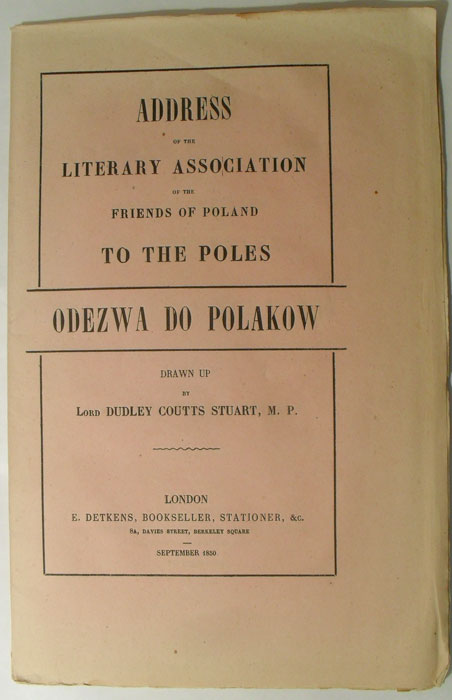 ADDRESS
OF THE
LITERARY ASSOCIATION
OF THE
FRIENDS OF POLAND
TO THE POLES
ODEZWA DO POLAKOW
DRAWN UP
BY
LORD DUDLEY COUTTS STUART, M. P.
LONDON
E. DETKENS, BOOKSELLER, STATIONER, &c.
8A, DAVIES STREET, BERKELEY SQUARE
SEPTEMBER 1850